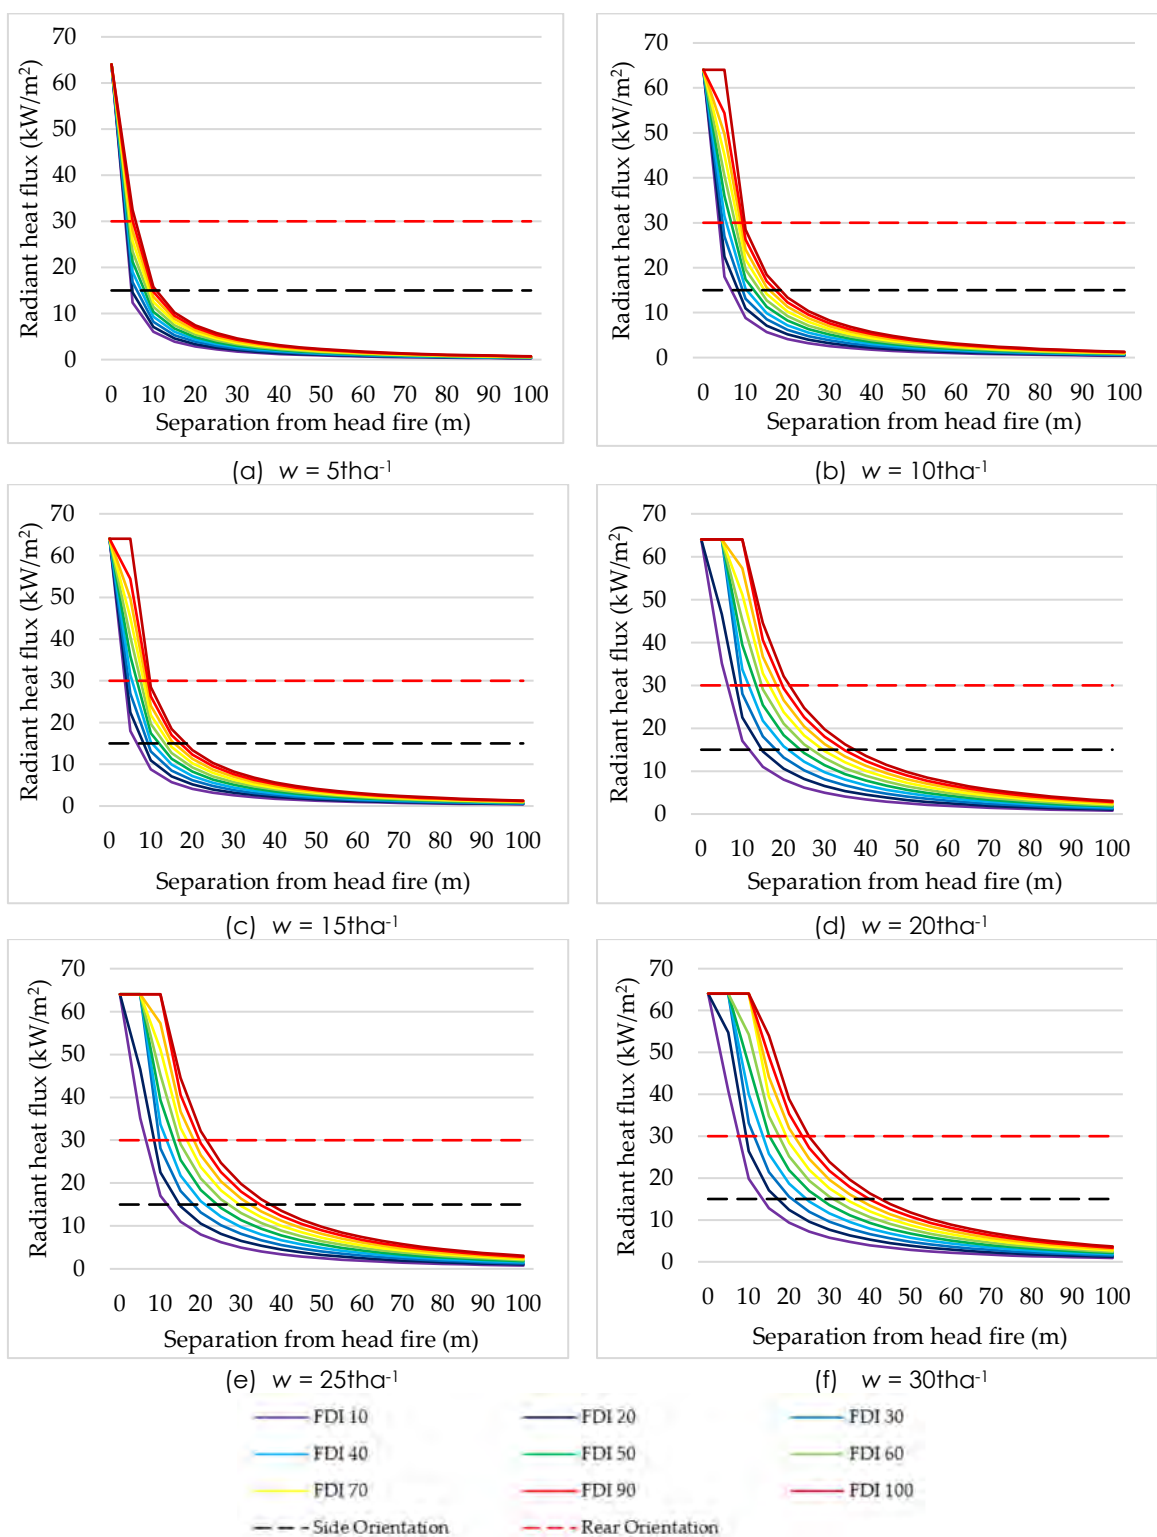 70
60
50
40
30
20
10
0
Radiant heat flux (kW/m²)
0 10 20 30 40 50 60 70 80 90 100
Separation from head fire (m)
(a) w = 5tha⁻¹
70
60
50
40
30
20
10
0
Radiant heat flux (kW/m²)
0 10 20 30 40 50 60 70 80 90 100
Separation from head fire (m)
(b) w = 10tha⁻¹
70
60
50
40
30
20
10
0
Radiant heat flux (kW/m²)
0 10 20 30 40 50 60 70 80 90 100
Separation from head fire (m)
(c) w = 15tha⁻¹
70
60
50
40
30
20
10
0
Radiant heat flux (kW/m²)
0 10 20 30 40 50 60 70 80 90 100
Separation from head fire (m)
(d) w = 20tha⁻¹
70
60
50
40
30
20
10
0
Radiant heat flux (kW/m²)
0 10 20 30 40 50 60 70 80 90 100
Separation from head fire (m)
(e) w = 25tha⁻¹
70
60
50
40
30
20
10
0
Radiant heat flux (kW/m²)
0 10 20 30 40 50 60 70 80 90 100
Separation from head fire (m)
(f) w = 30tha⁻¹
FDI 10 FDI 20 FDI 30
FDI 40 FDI 50 FDI 60
FDI 70 FDI 90 FDI 100
Side Orientation Rear Orientation